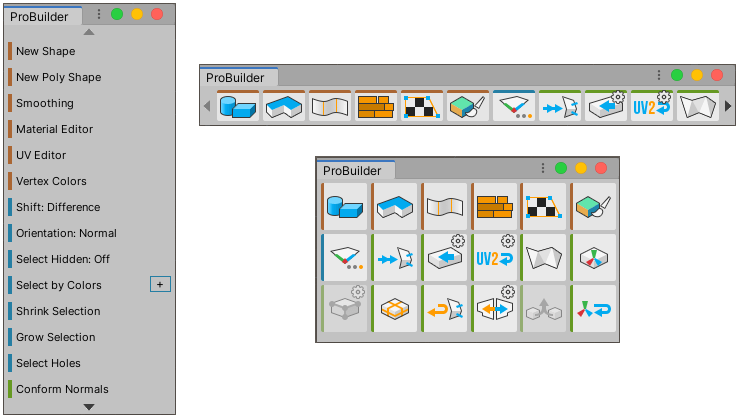 ProBuilder
New Shape
New Poly Shape
Smoothing
Material Editor
UV Editor
Vertex Colors
Shift: Difference
Orientation: Normal
Select Hidden: Off
Select by Colors +
Shrink Selection
Grow Selection
Select Holes
Conform Normals
ProBuilder
UV2
ProBuilder
UV2